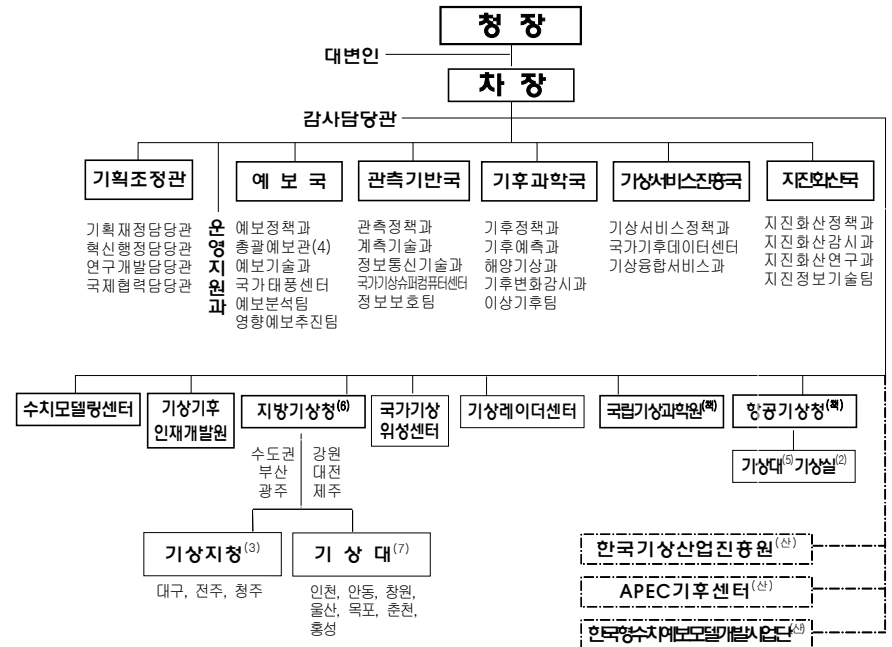 청 장
대변인
차 장
감사담당관
기획조정관
기획재정담당관
혁신행정담당관
연구개발담당관
국제협력담당관
운영지원과
예 보 국
예보정책과
총괄예보관(4)
예보기술과
국가태풍센터
예보분석팀
영향예보추진팀
관측기반국
관측정책과
계측기술과
정보통신기술과
국가기상슈퍼컴퓨터센터
정보보호팀
기후과학국
기후정책과
기후예측과
해양기상과
기후변화감시과
이상기후팀
기상서비스진흥국
기상서비스정책과
국가기후데이터센터
기상융합서비스과
지진화산국
지진화산정책과
지진화산감시과
지진화산연구과
지진정보기술팀
수치모델링센터
기상기후
인재개발원
지방기상청(6)
수도권 강원
부산 대전
광주 제주
기상지청(3)
대구, 전주, 청주
기 상 대(7)
인천, 안동, 창원,
울산, 목포, 춘천,
홍성
국가기상
위성센터
기상레이더센터
국립기상과학원(책)
항공기상청(책)
기상대(5) 기상실(2)
한국기상산업진흥원(산)
APEC기후센터(산)
한국형수치예보모델개발사업단(산)